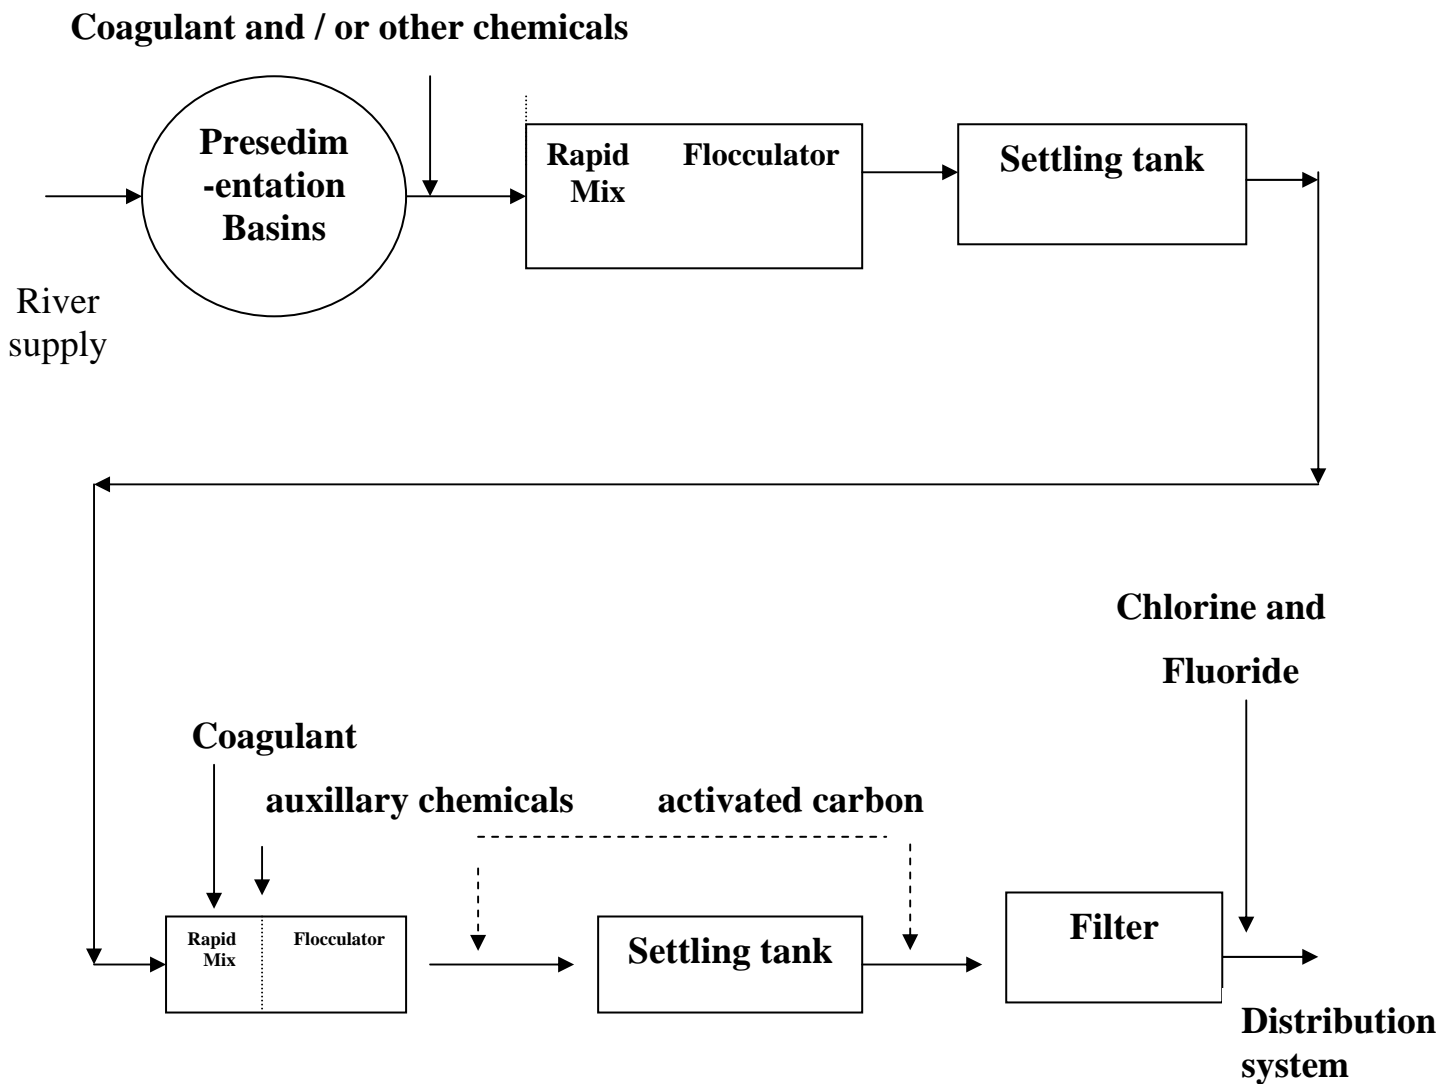 Coagulant and / or other chemicals
Presedim
-entation
Basins
Rapid
Mix
Flocculator
Settling tank
River
supply
Chlorine and
Fluoride
Coagulant
auxillary chemicals
activated carbon
Rapid
Mix
Flocculator
Settling tank
Filter
Distribution
system